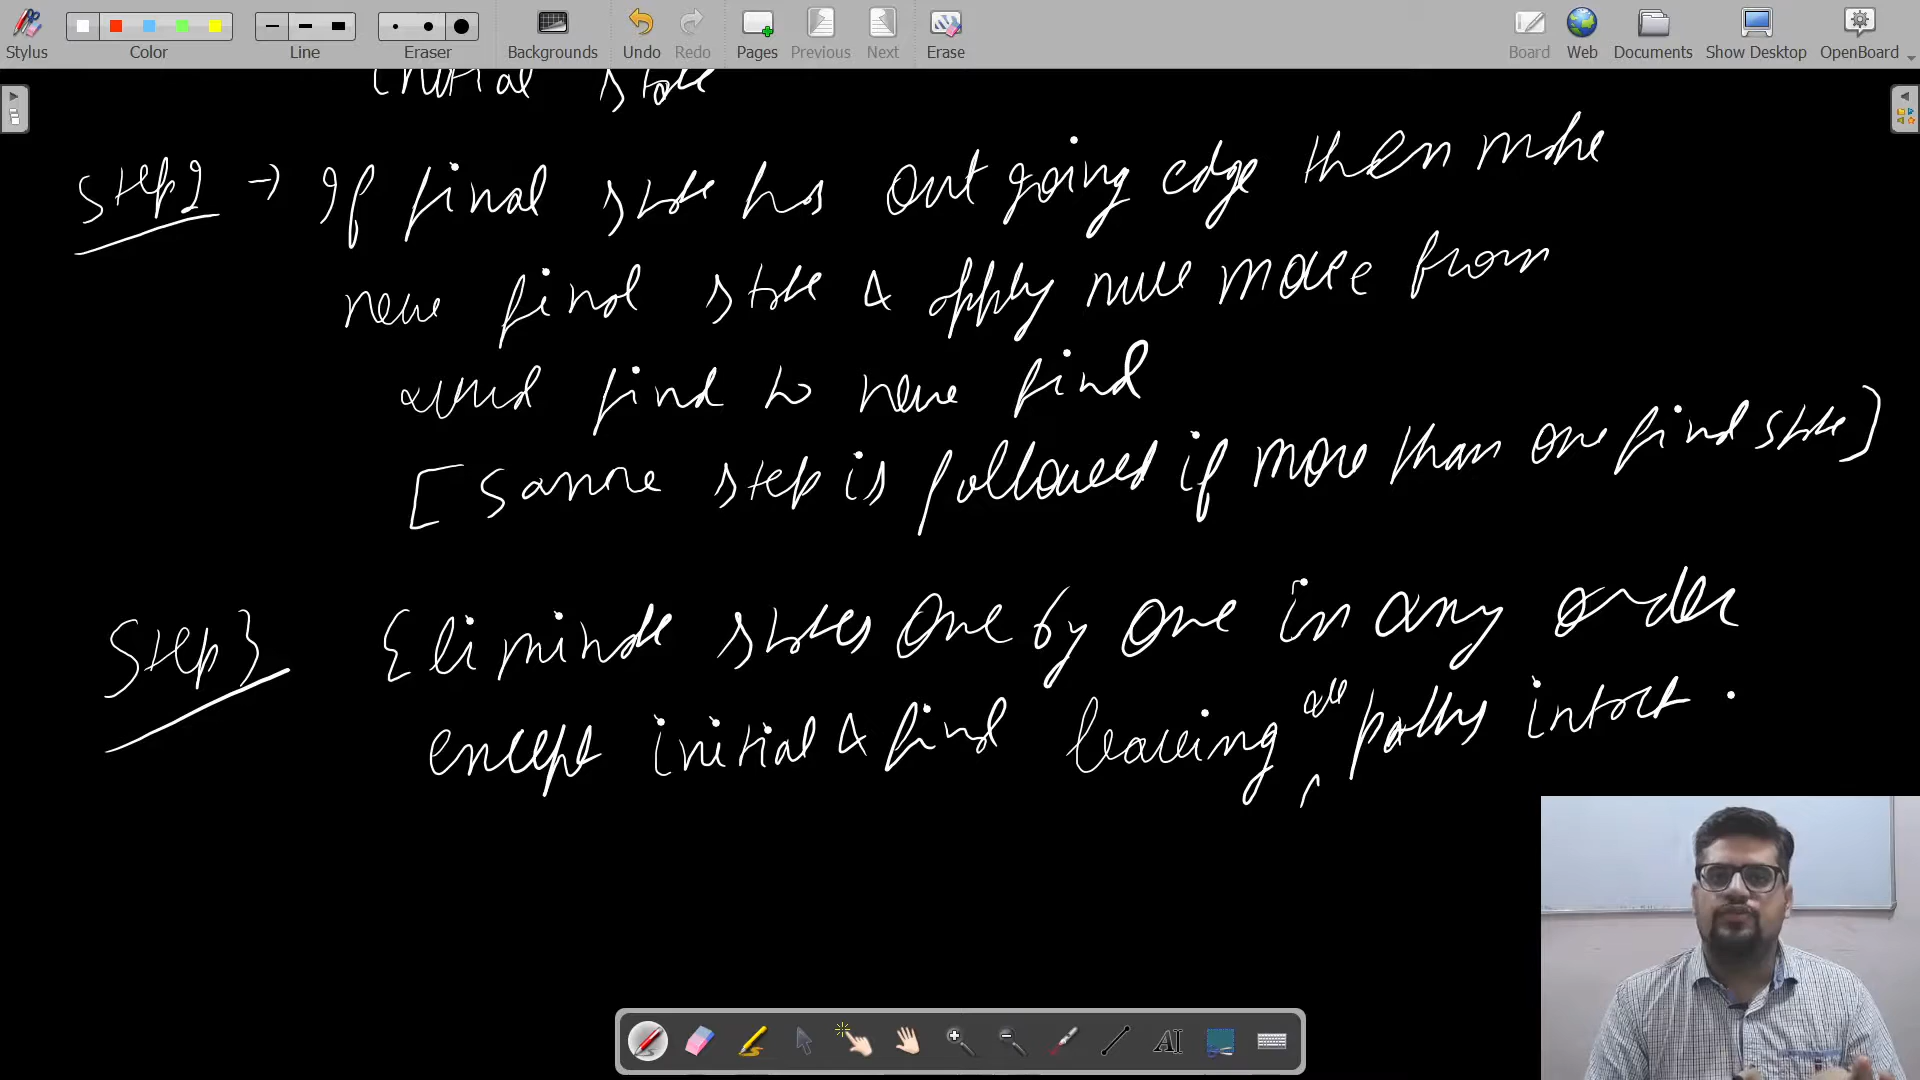 Stylus Color Line Eraser Backgrounds Undo Redo Pages Previous Next Erase Board Web Documents Show Desktop OpenBoard
initial state
Step 2 → If final state has out going edge then make
new final state & apply null move from
final to new final
[Same step is followed if more than one final state]
Step 3 Eliminate states one by one in any order
except initial & final leaving all paths intact.